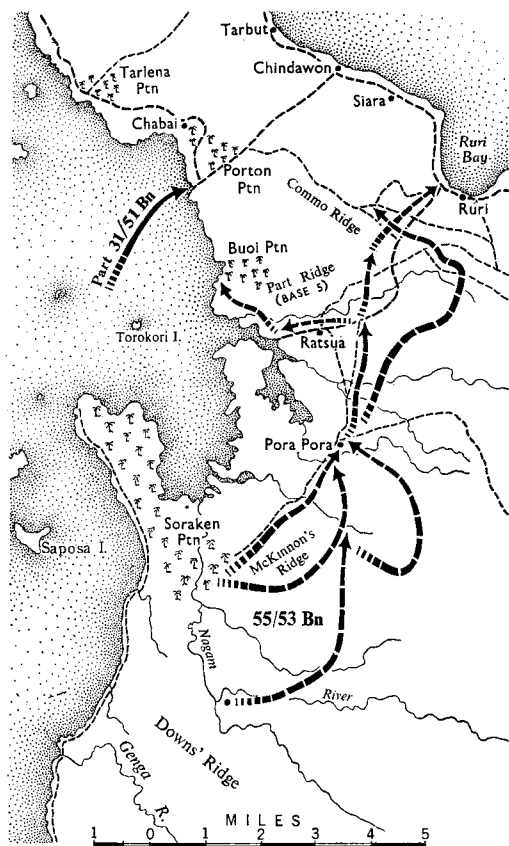 Tarbut
Tarlena
Ptn
Chindawon
Siara
Chabai
Ruri
Bay
Porton
Ptn
Ruri
Commo Ridge
Part 31/51 Bn
Buoi Ptn
Part Ridge
(BASE 5)
Torokori I.
Ratsua
Pora Pora
Soraken
Ptn
McKinnon's
Ridge
Saposa I.
55/53 Bn
Nagam
River
Downs' Ridge
Genga
R.
MILES
1 0 1 2 3 4 5